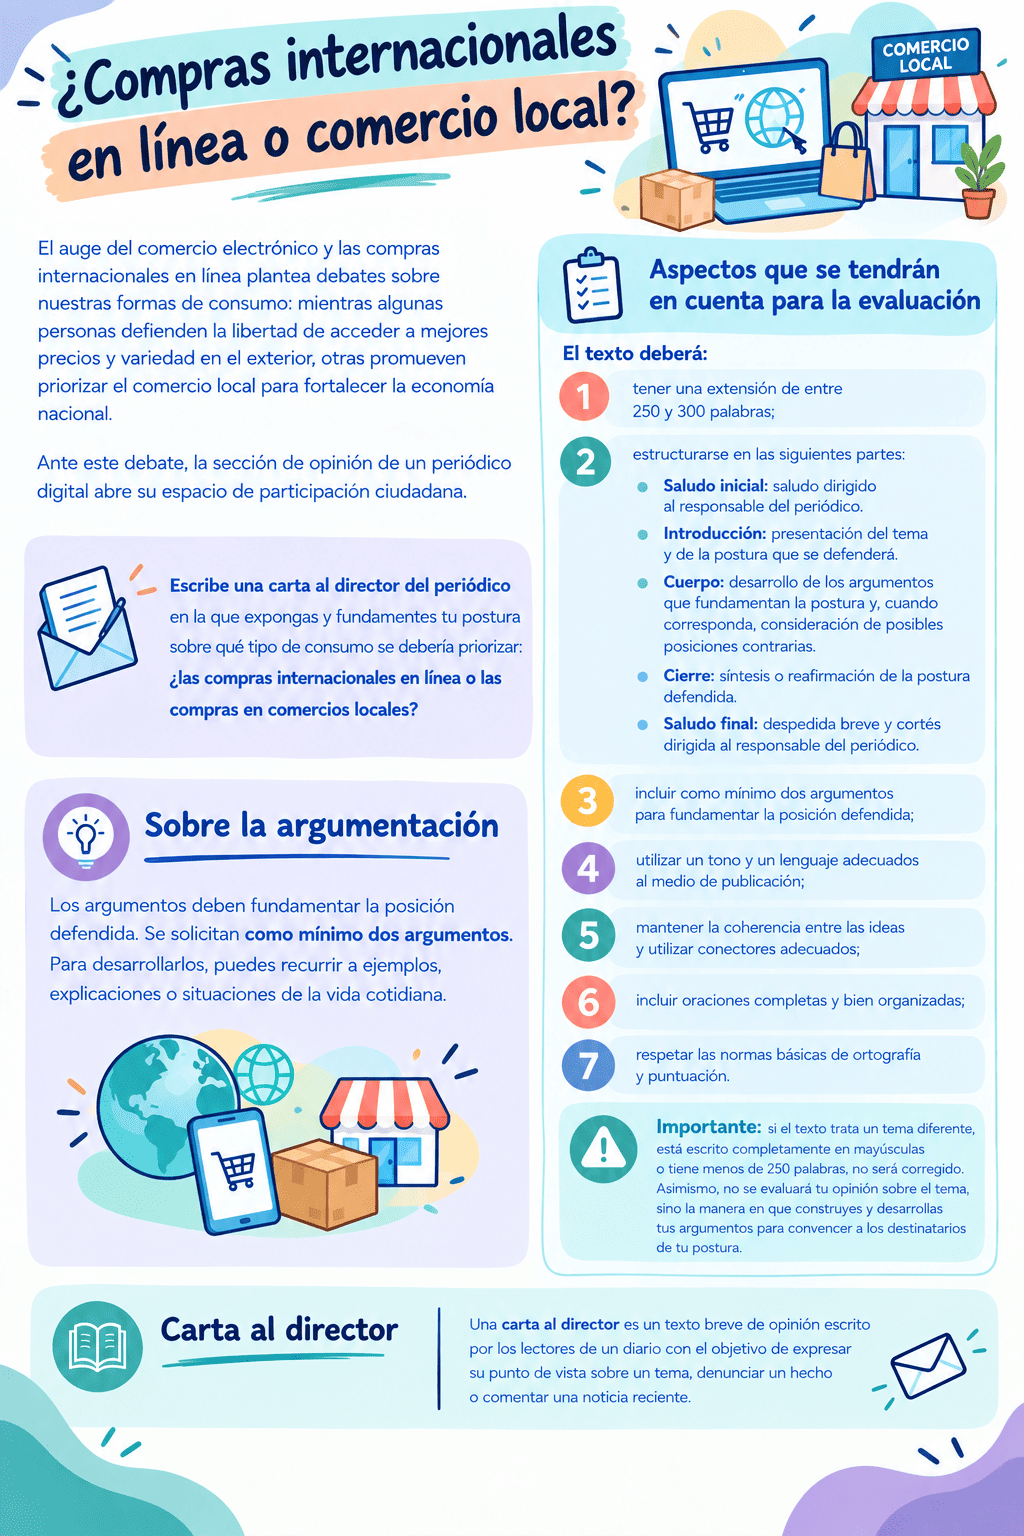 ¿Compras internacionales
en línea o comercio local?
COMERCIO
LOCAL
El auge del comercio electrónico y las compras
internacionales en línea plantea debates sobre
nuestras formas de consumo: mientras algunas
personas defienden la libertad de acceder a mejores
precios y variedad en el exterior, otras promueven
priorizar el comercio local para fortalecer la economía
nacional.
Ante este debate, la sección de opinión de un periódico
digital abre su espacio de participación ciudadana.
Escribe una carta al director del periódico
en la que expongas y fundamentes tu postura
sobre qué tipo de consumo se debería priorizar:
¿las compras internacionales en línea o las
compras en comercios locales?
Sobre la argumentación
Los argumentos deben fundamentar la posición
defendida. Se solicitan como mínimo dos argumentos.
Para desarrollarlos, puedes recurrir a ejemplos,
explicaciones o situaciones de la vida cotidiana.
Aspectos que se tendrán
en cuenta para la evaluación
El texto deberá:
1
tener una extensión de entre
250 y 300 palabras;
2
estructurarse en las siguientes partes:
Saludo inicial: saludo dirigido
al responsable del periódico.
Introducción: presentación del tema
y de la postura que se defenderá.
Cuerpo: desarrollo de los argumentos
que fundamentan la postura y, cuando
corresponda, consideración de posibles
posiciones contrarias.
Cierre: síntesis o reafirmación de la postura
defendida.
Saludo final: despedida breve y cortés
dirigida al responsable del periódico.
3
incluir como mínimo dos argumentos
para fundamentar la posición defendida;
4
utilizar un tono y un lenguaje adecuados
al medio de publicación;
5
mantener la coherencia entre las ideas
y utilizar conectores adecuados;
6
incluir oraciones completas y bien organizadas;
7
respetar las normas básicas de ortografía
y puntuación.
Importante: si el texto trata un tema diferente,
está escrito completamente en mayúsculas
o tiene menos de 250 palabras, no será corregido.
Asimismo, no se evaluará tu opinión sobre el tema,
sino la manera en que construyes y desarrollas
tus argumentos para convencer a los destinatarios
de tu postura.
Carta al director
Una carta al director es un texto breve de opinión escrito
por los lectores de un diario con el objetivo de expresar
su punto de vista sobre un tema, denunciar un hecho
o comentar una noticia reciente.